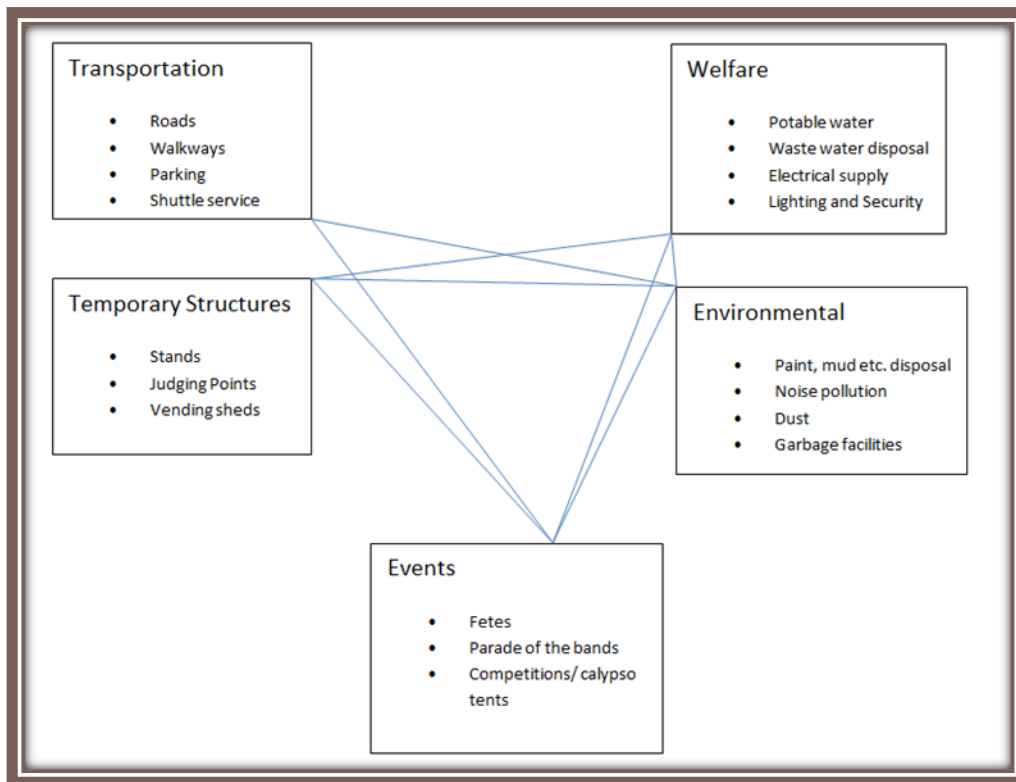 Transportation
• Roads
• Walkways
• Parking
• Shuttle service
Welfare
• Potable water
• Waste water disposal
• Electrical supply
• Lighting and Security
Temporary Structures
• Stands
• Judging Points
• Vending sheds
Environmental
• Paint, mud etc. disposal
• Noise pollution
• Dust
• Garbage facilities
Events
• Fetes
• Parade of the bands
• Competitions/ calypso
tents